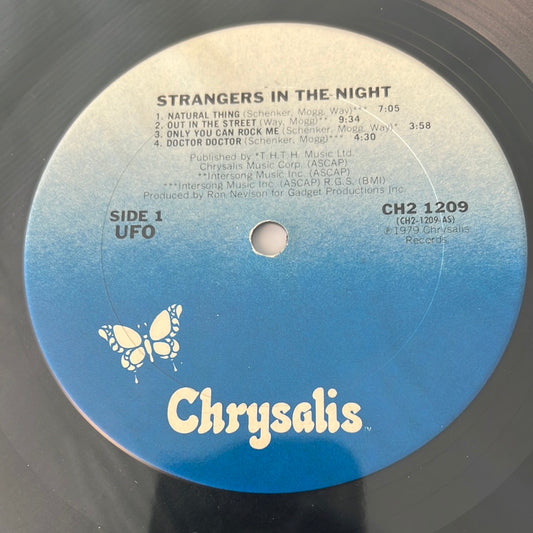 STRANGERS IN THE NIGHT
1. NATURAL THING (Schenker, Mogg, Way)*** 7:05
2. OUT IN THE STREET (Way, Mogg)** 9:34
3. ONLY YOU CAN ROCK ME (Schenker, Mogg, Way)* 3:58
4. DOCTOR DOCTOR (Schenker, Mogg)*** 4:30
Published by *T.H.T.H. Music Ltd.
Chrysalis Music Corp. (ASCAP)
**Intersong Music Inc. (ASCAP)
***Intersong Music Inc. (ASCAP) R.G.S. (BMI)
Produced by Ron Nevison for Gadget Productions Inc.
SIDE 1
UFO
CH2 1209
(CH2-1209-AS)
℗1979 Chrysalis
Records
Chrysalis TM